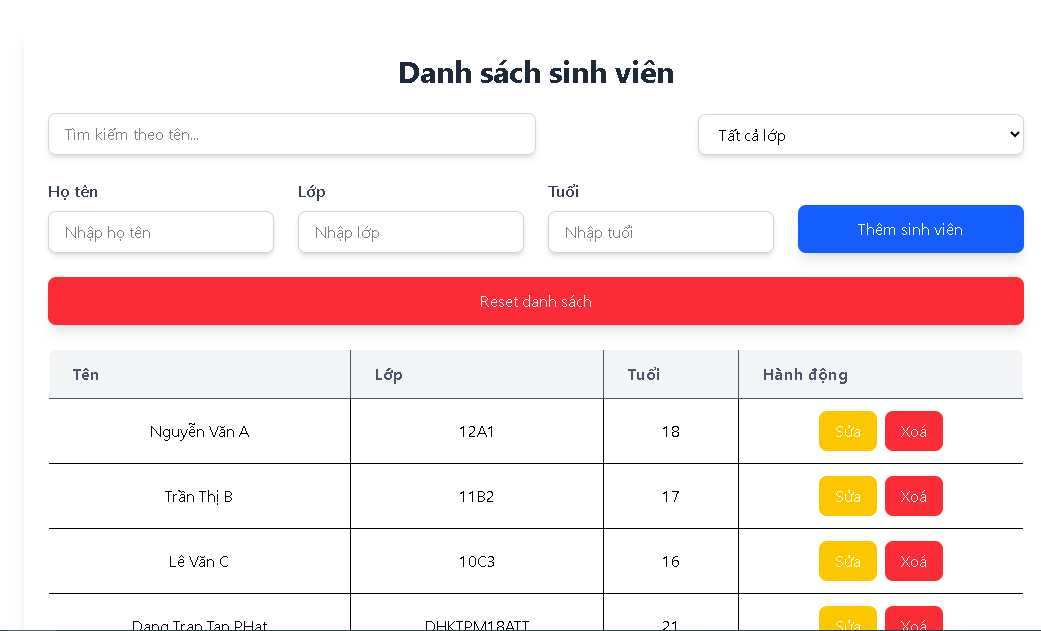 Danh sách sinh viên
Tìm kiếm theo tên...
Tất cả lớp
Họ tên
Lớp
Tuổi
Nhập họ tên
Nhập lớp
Nhập tuổi
Thêm sinh viên
Reset danh sách
Tên Lớp Tuổi Hành động
Nguyễn Văn A 12A1 18 Sửa Xoá
Trần Thị B 11B2 17 Sửa Xoá
Lê Văn C 10C3 16 Sửa Xoá
Dang Tran Tan PHat DHKTPM18ATT 21 Sửa Xoá